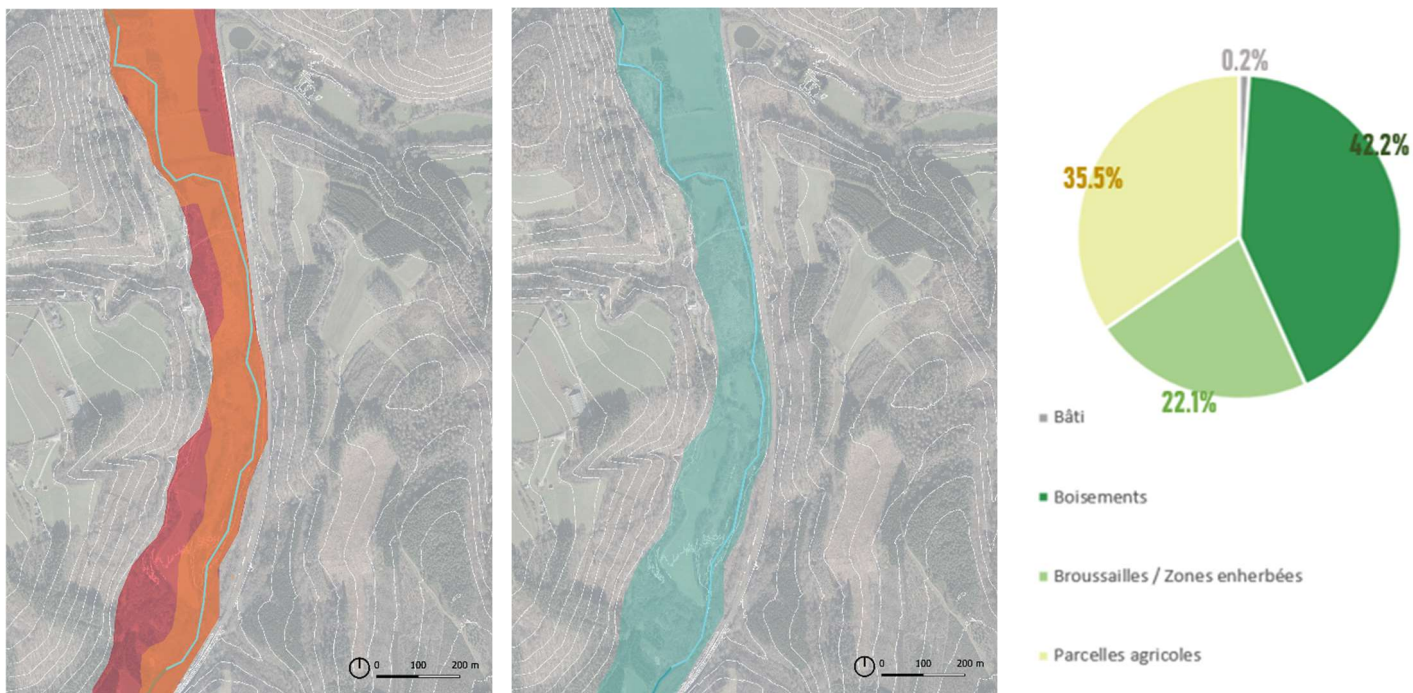 0 100 200 m
0 100 200 m
0.2%
42.2%
35.5%
22.1%
Bâti
Boisements
Broussailles / Zones enherbées
Parcelles agricoles